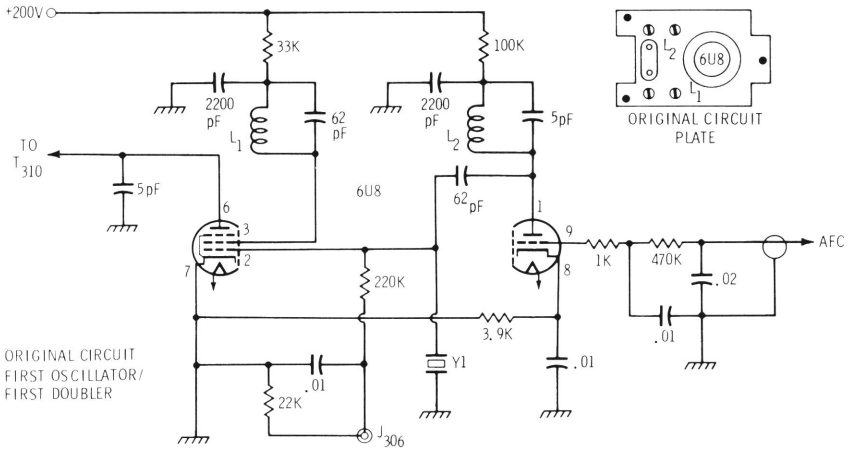 +200V
33K
100K
2200
pF
L1
62
pF
2200
pF
L2
5pF
L2
6U8
L1
ORIGINAL CIRCUIT
PLATE
TO
T310
5pF
6U8
62
pF
6
3
2
7
1
9
8
1K
470K
AFC
.02
.01
220K
3.9K
Y1
.01
.01
22K
J306
ORIGINAL CIRCUIT
FIRST OSCILLATOR/
FIRST DOUBLER